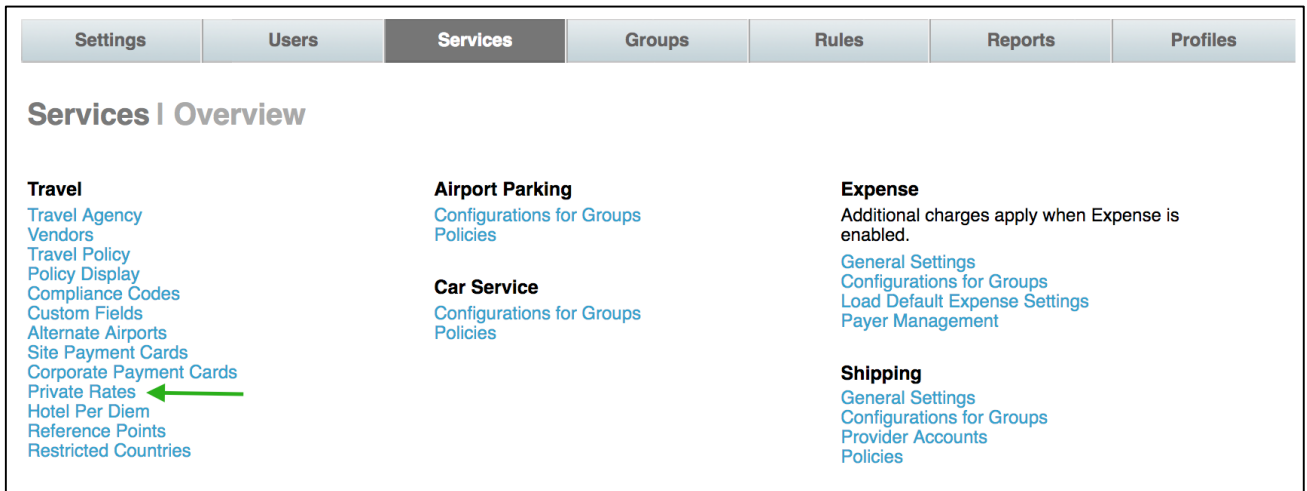 Settings Users Services Groups Rules Reports Profiles
Services | Overview
Travel
Travel Agency
Vendors
Travel Policy
Policy Display
Compliance Codes
Custom Fields
Alternate Airports
Site Payment Cards
Corporate Payment Cards
Private Rates
Hotel Per Diem
Reference Points
Restricted Countries
Airport Parking
Configurations for Groups
Policies
Car Service
Configurations for Groups
Policies
Expense
Additional charges apply when Expense is
enabled.
General Settings
Configurations for Groups
Load Default Expense Settings
Payer Management
Shipping
General Settings
Configurations for Groups
Provider Accounts
Policies